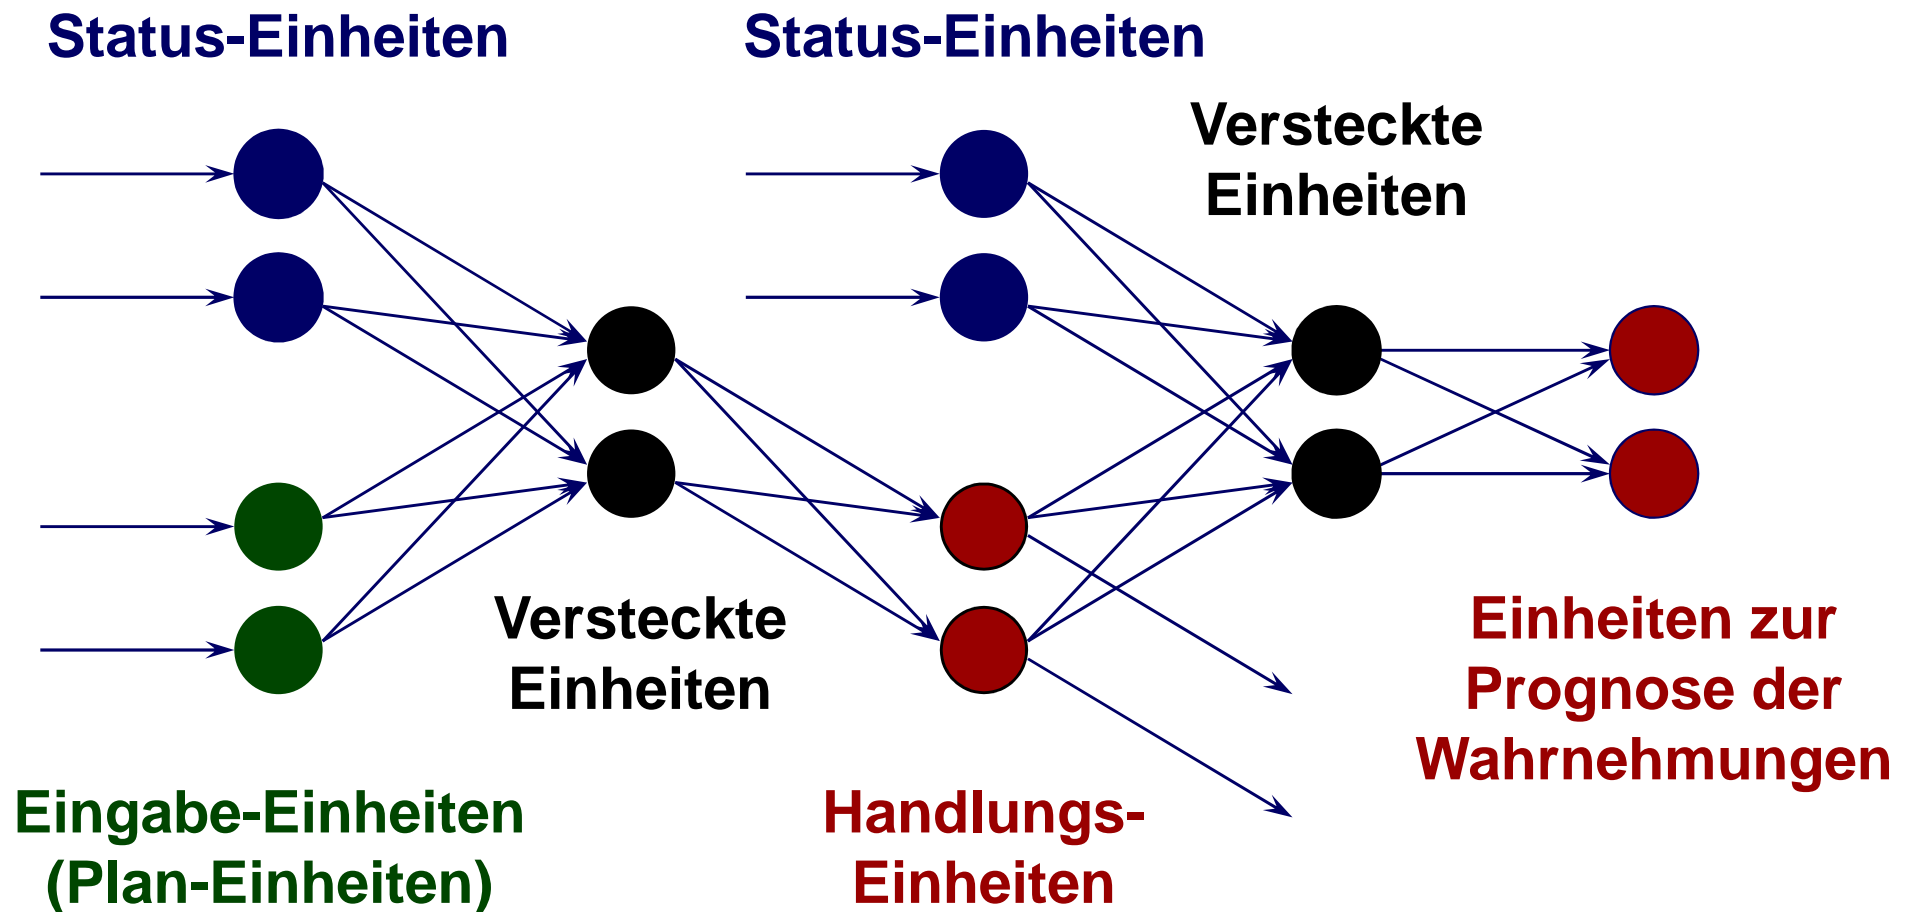 Status-Einheiten
Status-Einheiten
Versteckte
Einheiten
Versteckte
Einheiten
Einheiten zur
Prognose der
Wahrnehmungen
Eingabe-Einheiten
(Plan-Einheiten)
Handlungs-
Einheiten